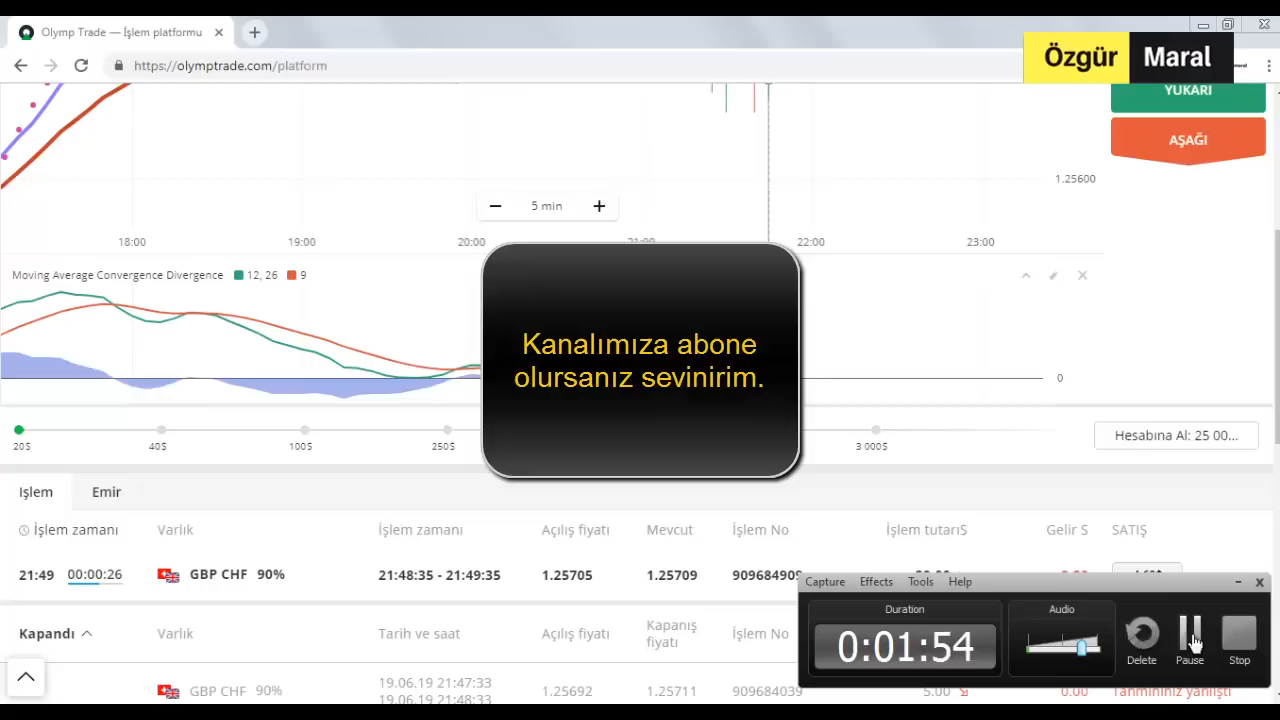 Olymp Trade — İşlem platformu
https://olymptrade.com/platform
Özgür Maral
YUKARI
AŞAĞI
1.25600
5 min
18:00 19:00 20:00 21:00 22:00 23:00
Moving Average Convergence Divergence 12, 26 9
Kanalımıza abone
olursanız sevinirim.
0
20$ 40$ 100$ 250$ 3 000$
Hesabına Al: 25 00...
Işlem Emir
İşlem zamanı Varlık İşlem zamanı Açılış fiyatı Mevcut İşlem No İşlem tutarı$ Gelir $ SATIŞ
21:49 00:00:26 GBP CHF 90% 21:48:35 - 21:49:35 1.25705 1.25709 909684909
Capture Effects Tools Help
Duration
0:01:54
Audio
Delete Pause Stop
Kapandı Varlık Tarih ve saat Açılış fiyatı Kapanış
fiyatı İşlem No
GBP CHF 90% 19.06.19 21:47:33
19.06.19 21:48:33 1.25692 1.25711 909684039 5.00 0.00 Tahmininiz yanlıştı